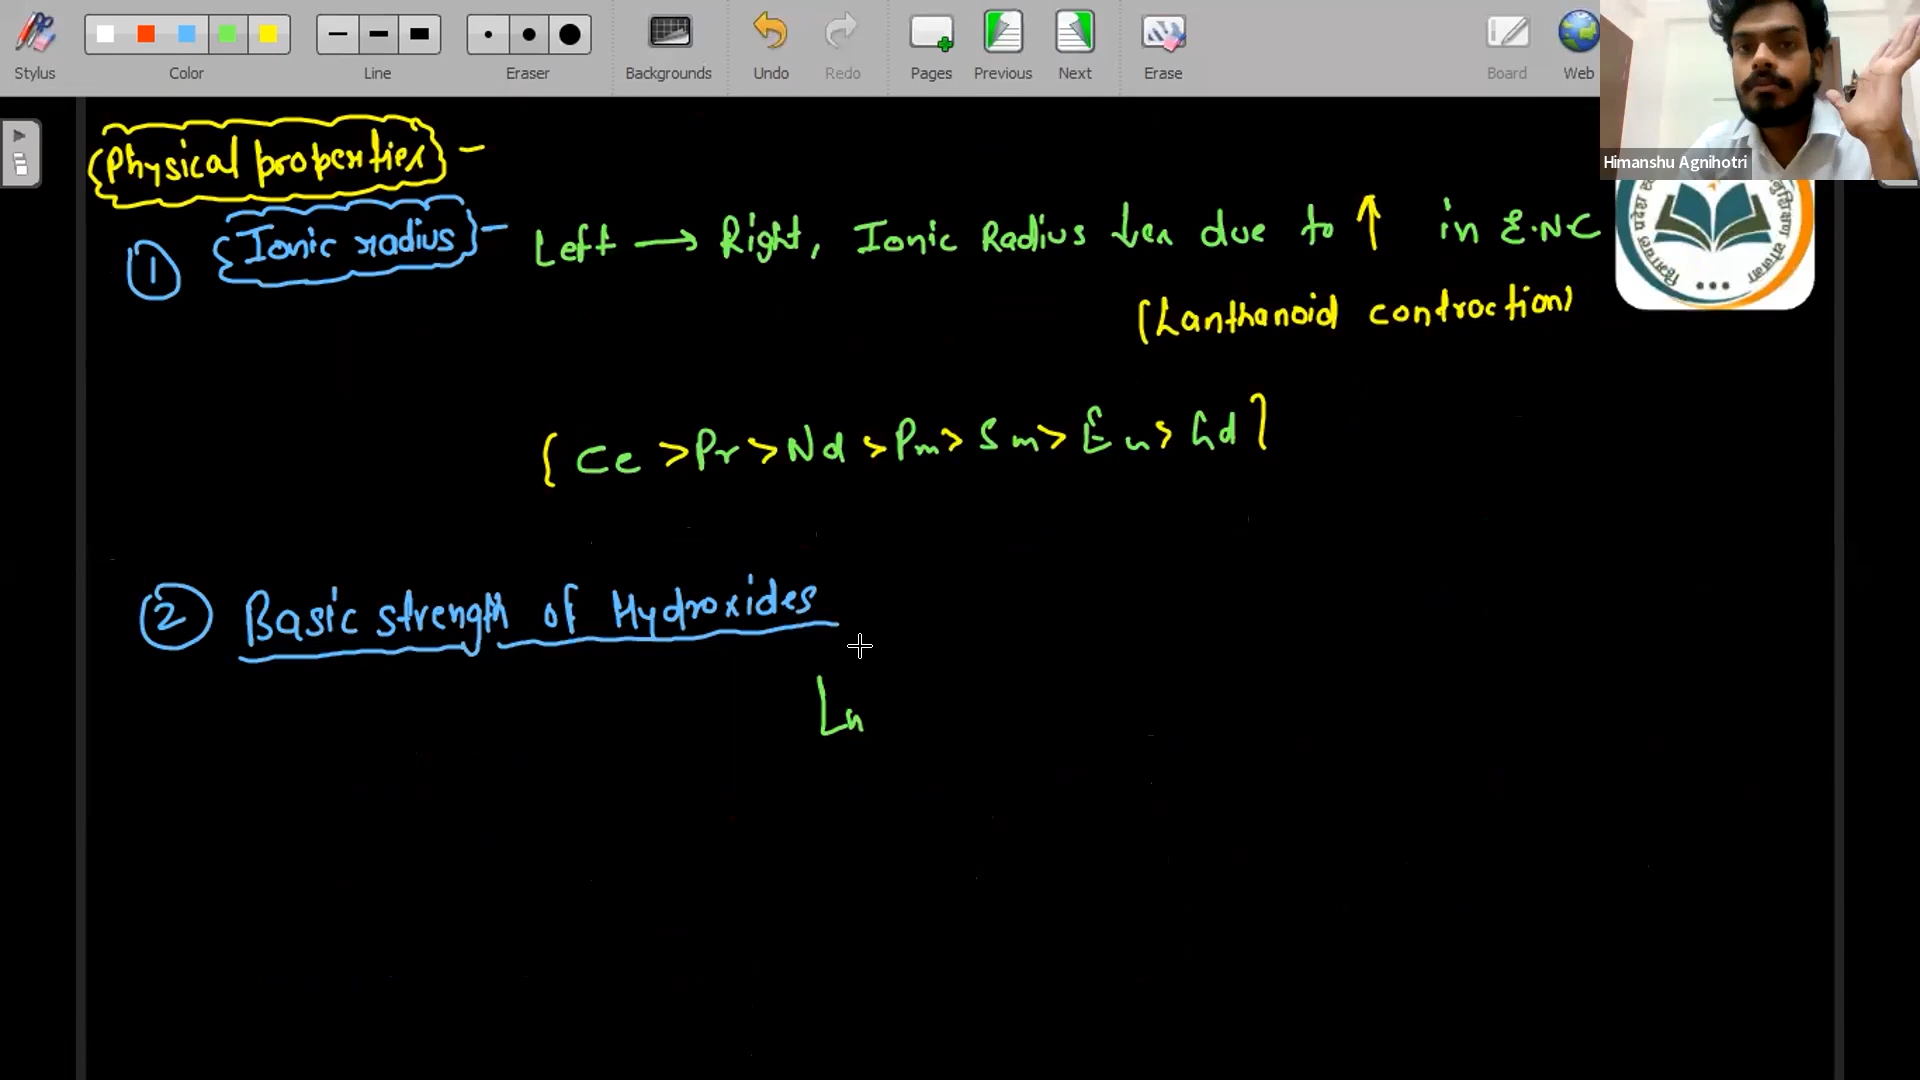 Stylus Color Line Eraser Backgrounds Undo Redo Pages Previous Next Erase Board Web
Himanshu Agnihotri
Physical properties -
① Ionic radius - Left → Right, Ionic Radius ↓es due to ↑ in E.N.C
(Lanthanoid contraction)
{ Ce > Pr > Nd > Pm > Sm > Eu > Gd }
② Basic strength of Hydroxides
Ln